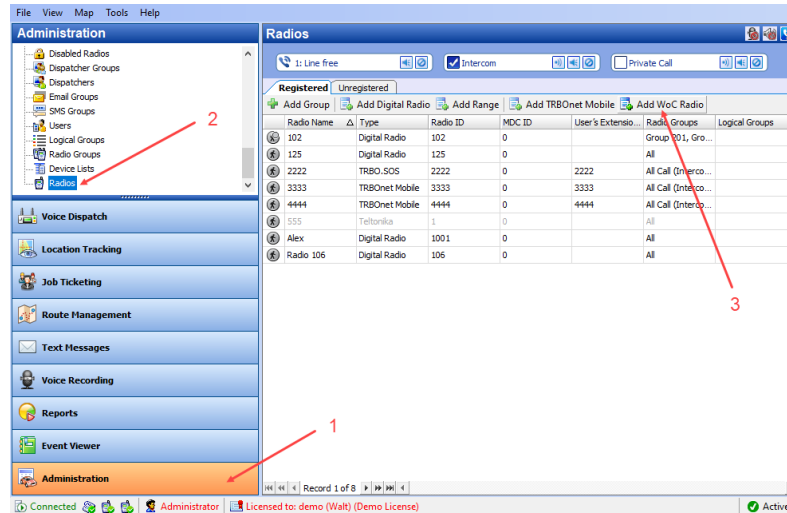 File View Map Tools Help
Administration
Disabled Radios
Dispatcher Groups
Dispatchers
Email Groups
SMS Groups
Users
Logical Groups
Radio Groups
Device Lists
Radios
2
Voice Dispatch
Location Tracking
Job Ticketing
Route Management
Text Messages
Voice Recording
Reports
Event Viewer
Administration
1
Radios
1: Line free Intercom Private Call
Registered Unregistered
Add Group Add Digital Radio Add Range Add TRBOnet Mobile Add WoC Radio
Radio Name Type Radio ID MDC ID User's Extensio... Radio Groups Logical Groups
102 Digital Radio 102 0 Group 201, Gro...
125 Digital Radio 125 0 All
2222 TRBO.SOS 2222 0 2222 All Call (Interco...
3333 TRBOnet Mobile 3333 0 3333 All Call (Interco...
4444 TRBOnet Mobile 4444 0 4444 All Call (Interco...
555 Teltonika 1 0 All
Alex Digital Radio 1001 0 All
Radio 106 Digital Radio 106 0 All
3
Record 1 of 8
Connected Administrator Licensed to: demo (Walt) (Demo License) Active